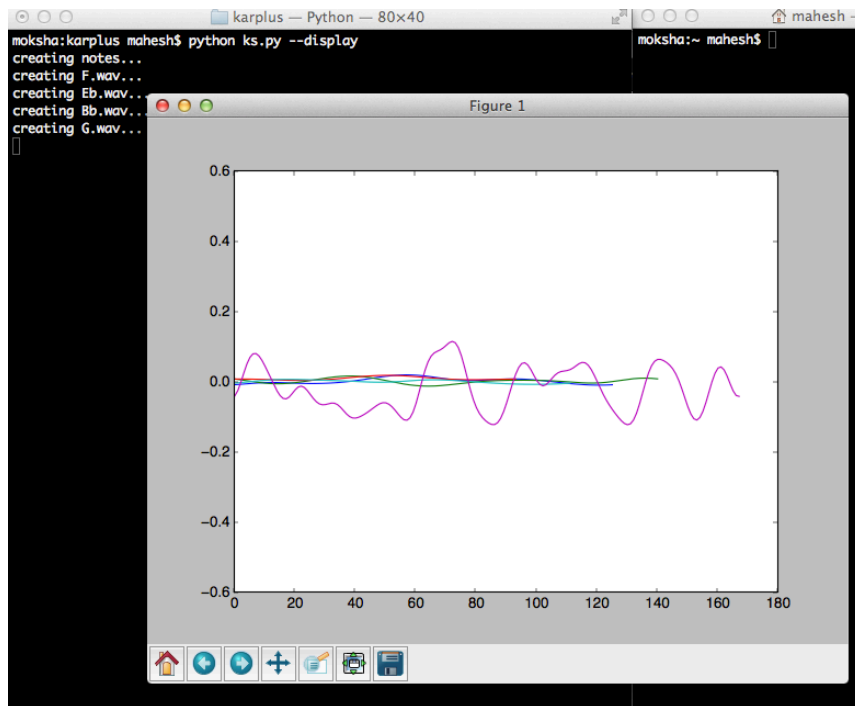 karplus — Python — 80×40
mahesh -
moksha:karplus mahesh$ python ks.py --display
moksha:~ mahesh$
creating notes...
creating F.wav...
creating Eb.wav...
creating Bb.wav...
creating G.wav...
Figure 1
0.6
0.4
0.2
0.0
−0.2
−0.4
−0.6
0 20 40 60 80 100 120 140 160 180